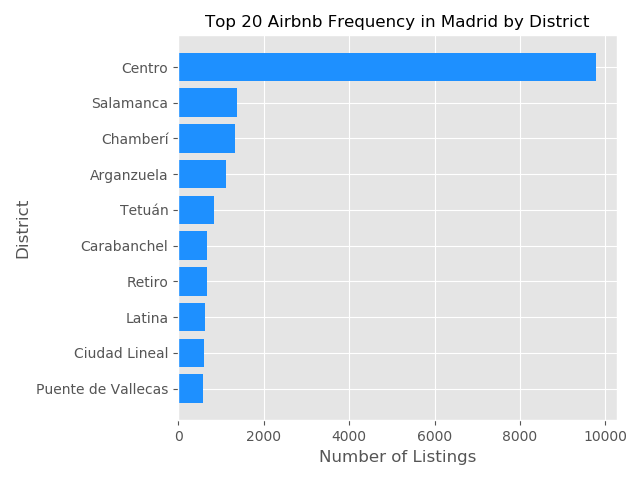 Top 20 Airbnb Frequency in Madrid by District
District
Centro
Salamanca
Chamberí
Arganzuela
Tetuán
Carabanchel
Retiro
Latina
Ciudad Lineal
Puente de Vallecas
0 2000 4000 6000 8000 10000
Number of Listings